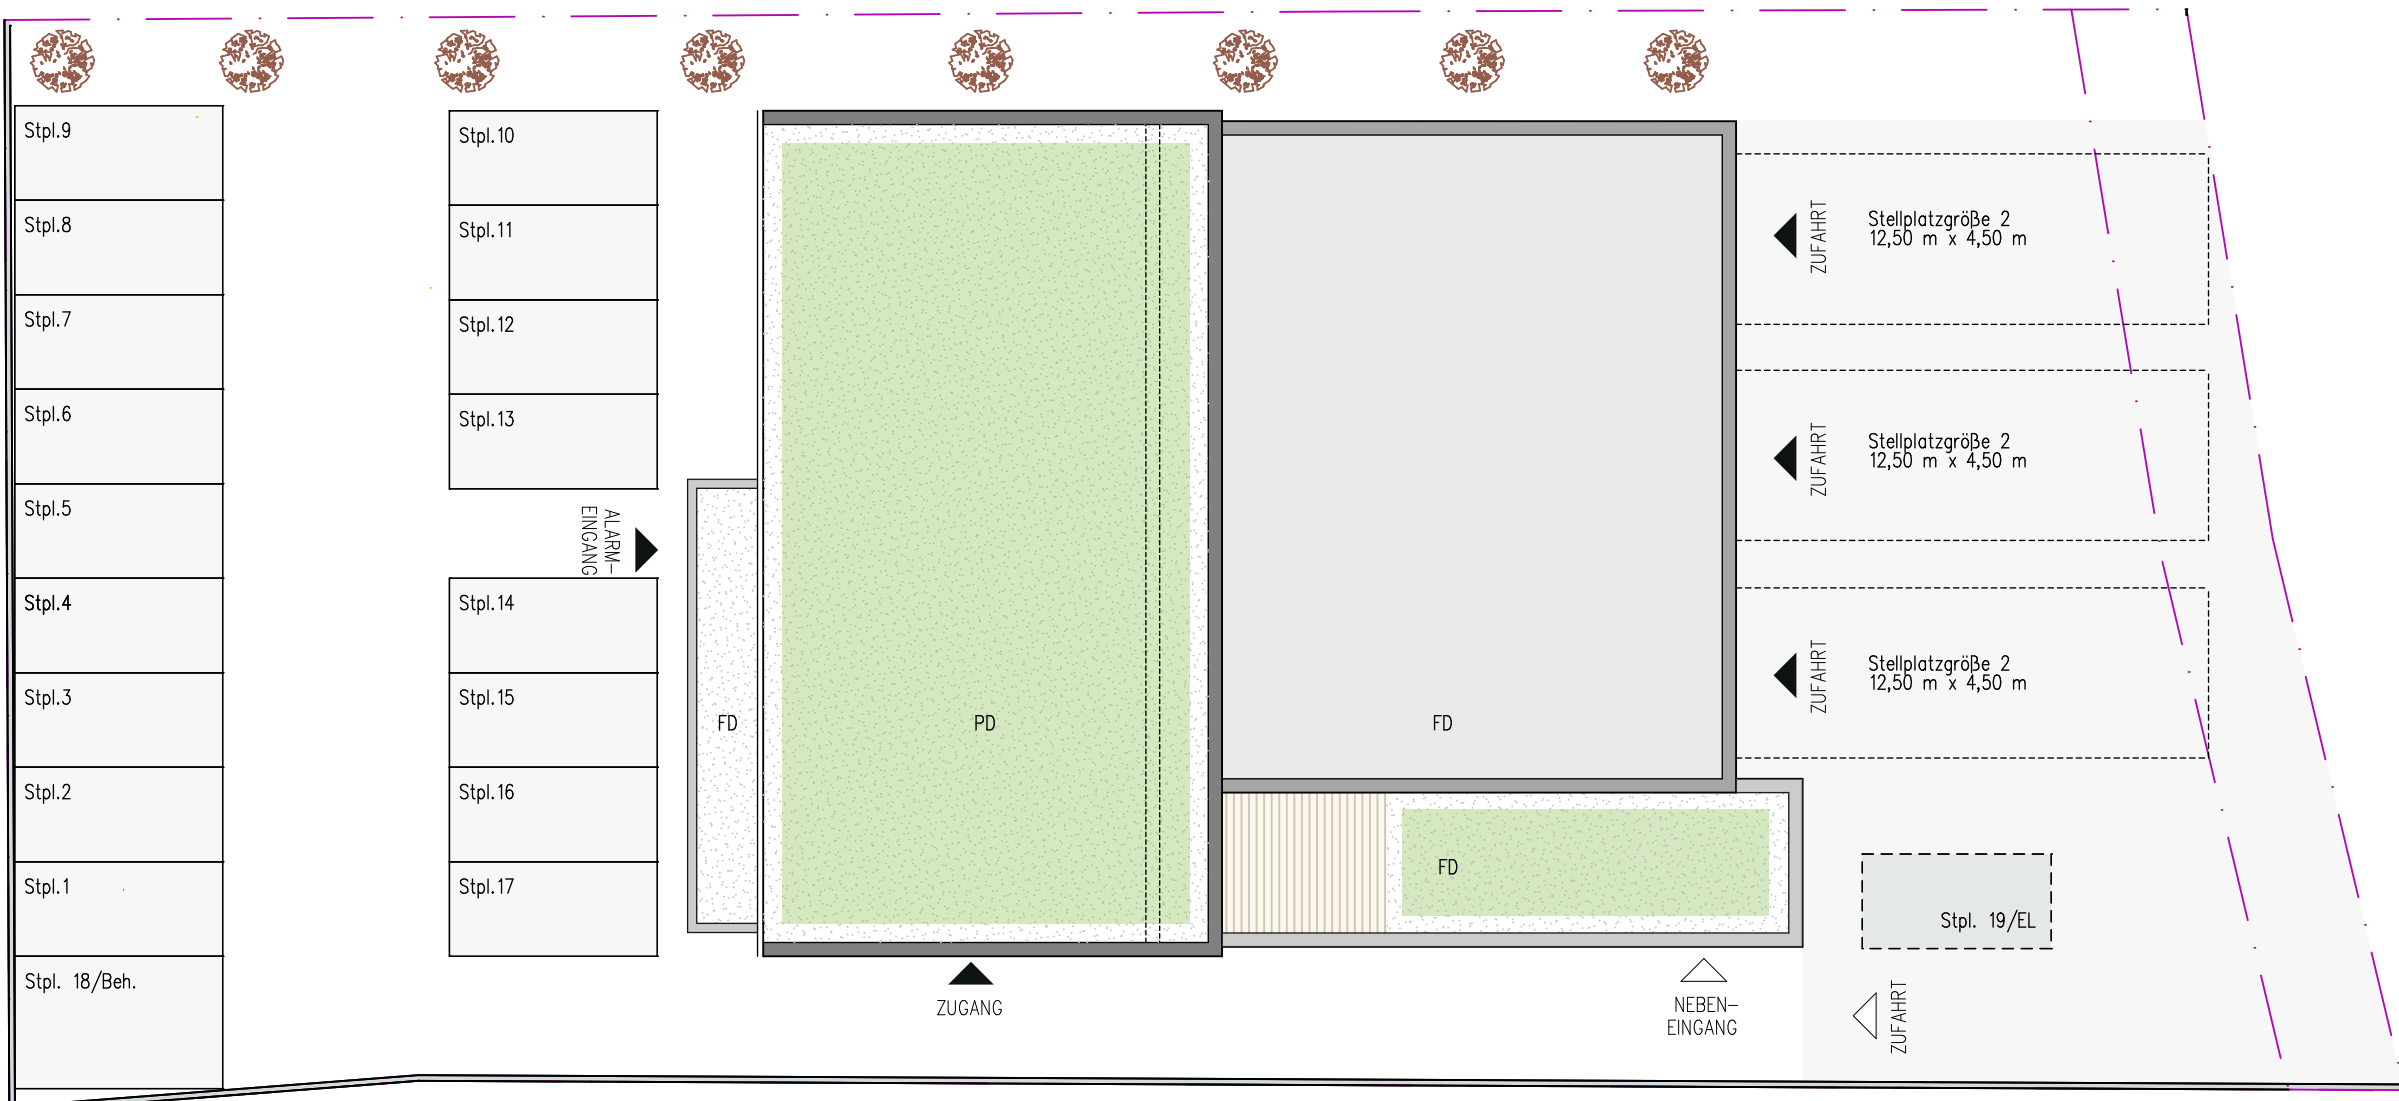 Stpl.9
Stpl.8
Stpl.7
Stpl.6
Stpl.5
Stpl.4
Stpl.3
Stpl.2
Stpl.1
Stpl. 18/Beh.
Stpl.10
Stpl.11
Stpl.12
Stpl.13
ALARM-
EINGANG
Stpl.14
Stpl.15
Stpl.16
Stpl.17
FD
PD
FD
FD
ZUGANG
NEBEN-
EINGANG
ZUFAHRT
Stellplatzgröße 2
12,50 m x 4,50 m
ZUFAHRT
Stellplatzgröße 2
12,50 m x 4,50 m
ZUFAHRT
Stellplatzgröße 2
12,50 m x 4,50 m
Stpl. 19/EL
ZUFAHRT